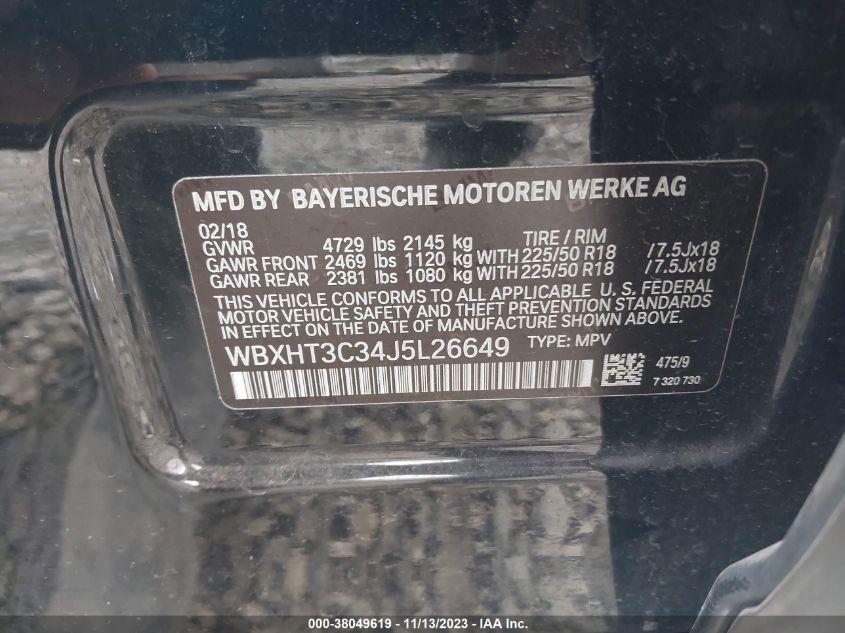 MFD BY BAYERISCHE MOTOREN WERKE AG
02/18
GVWR 4729 lbs 2145 kg TIRE / RIM
GAWR FRONT 2469 lbs 1120 kg WITH 225/50 R18 /7.5Jx18
GAWR REAR 2381 lbs 1080 kg WITH 225/50 R18 /7.5Jx18
THIS VEHICLE CONFORMS TO ALL APPLICABLE U. S. FEDERAL
MOTOR VEHICLE SAFETY AND THEFT PREVENTION STANDARDS
IN EFFECT ON THE DATE OF MANUFACTURE SHOWN ABOVE.
WBXHT3C34J5L26649 TYPE: MPV
475/9
7 320 730
000-38049619 - 11/13/2023 - IAA Inc.